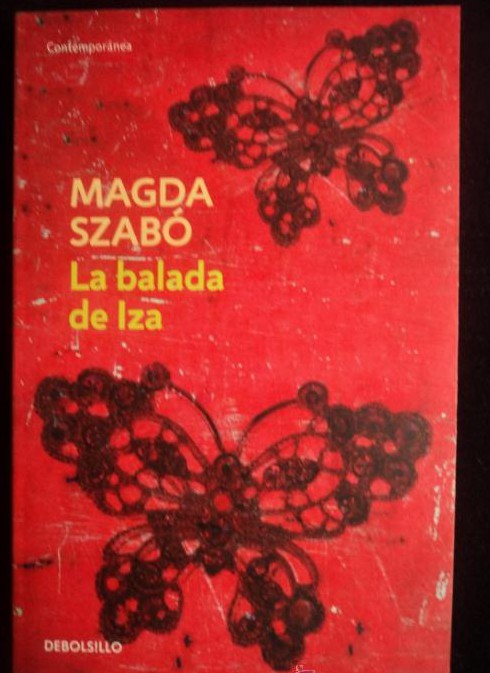 Contemporánea
MAGDA
SZABÓ
La balada
de Iza
DEBOLSILLO